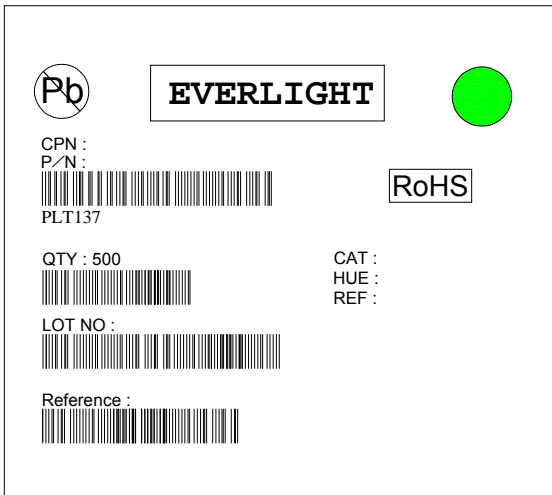 Pb
EVERLIGHT
CPN :
P/N :
RoHS
PLT137
QTY : 500
CAT :
HUE :
REF :
LOT NO :
Reference :